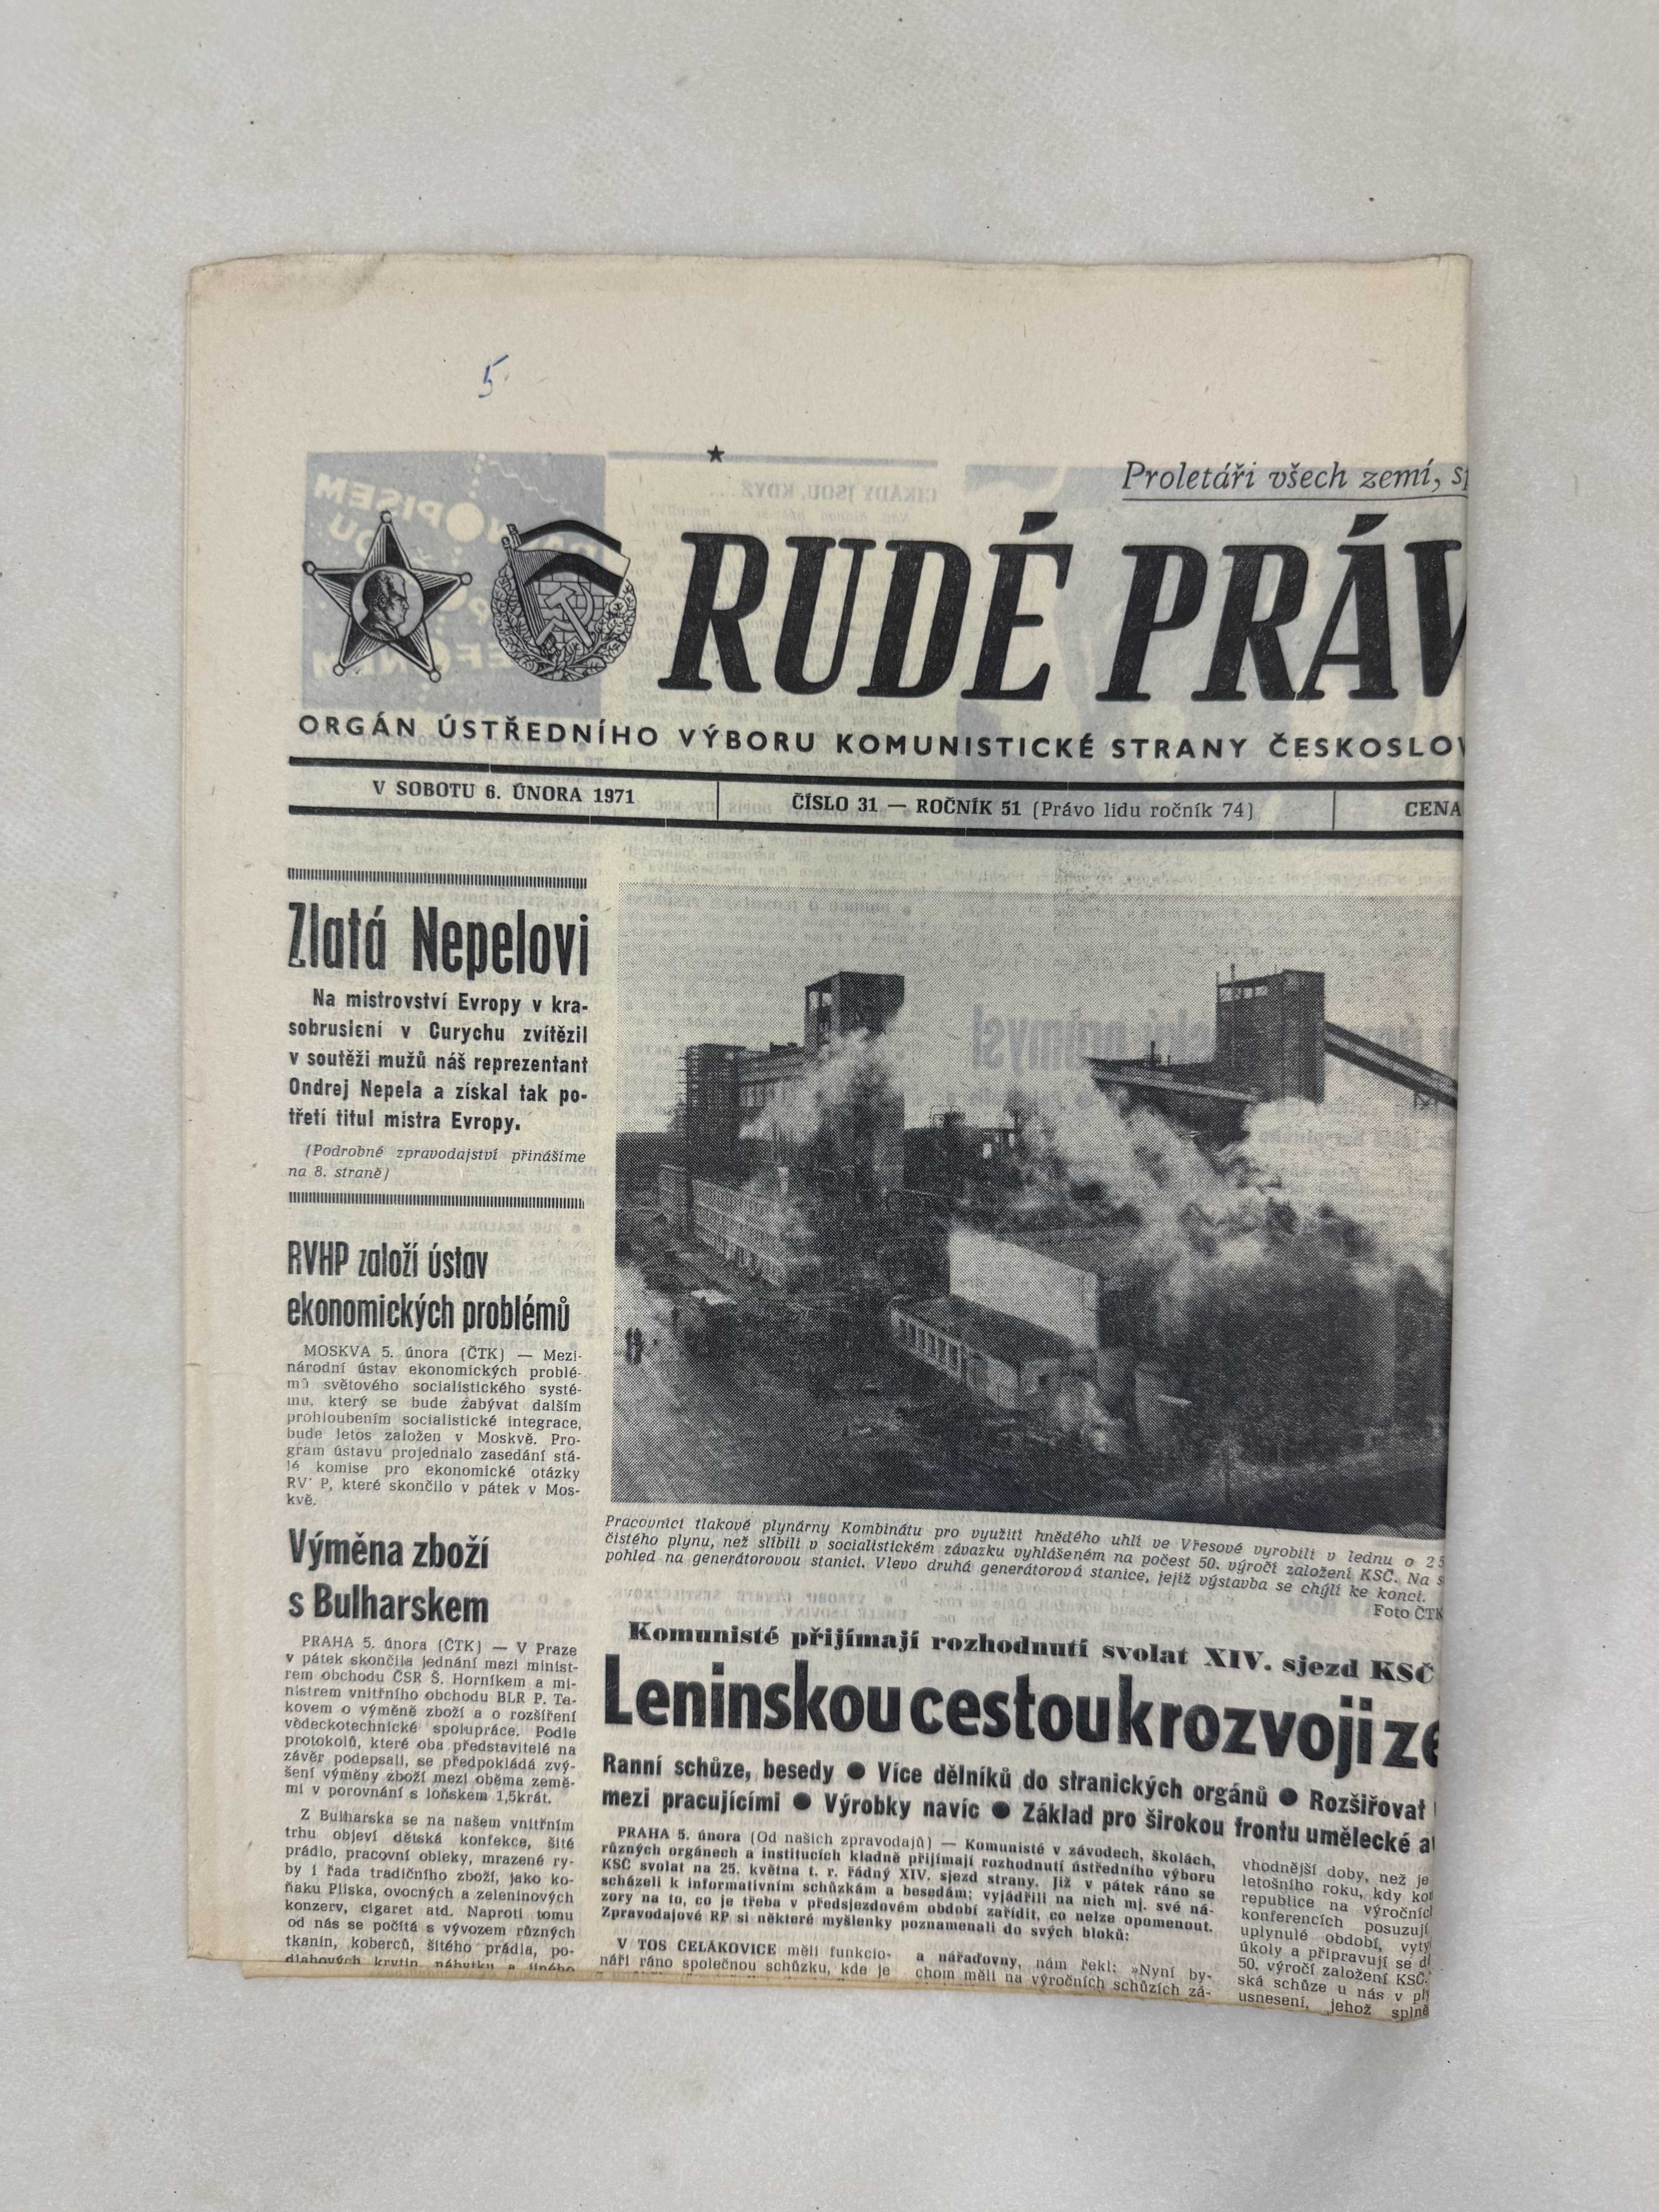 5
Proletáři všech zemí,
RUDÉ PRÁV
ORGÁN ÚSTŘEDNÍHO VÝBORU KOMUNISTICKÉ STRANY ČESKOSLOV
V SOBOTU 6. ÚNORA 1971
ČÍSLO 31 — ROČNÍK 51 (Právo lidu ročník 74)
CENA
Zlatá Nepelovi
Na mistrovství Evropy v kra-
sobruslení v Curychu zvítězil
v soutěži mužů náš reprezentant
Ondrej Nepela a získal tak po-
třetí titul mistra Evropy.
(Podrobné zpravodajství přinášíme
na 8. straně)
RVHP založí ústav
ekonomických problémů
MOSKVA 5. února (ČTK) — Mezi-
národní ústav ekonomických problé-
mů světového socialistického systé-
mu, který se bude zabývat dalším
prohloubením socialistické integrace,
bude letos založen v Moskvě. Pro-
gram ústavu projednalo zasedání stá-
lé komise pro ekonomické otázky
RV P, které skončilo v pátek v Mos-
kvě.
Výměna zboží
s Bulharskem
PRAHA 5. února (ČTK) — V Praze
v pátek skončila jednání mezi minist-
rem obchodu ČSR Š. Horníkem a mi-
nistrem vnitřního obchodu BLR P. Ta-
kovem o výměně zboží a o rozšíření
vědeckotechnické spolupráce. Podle
protokolů, které oba představitelé na
závěr podepsali, se předpokládá zvý-
šení výměny zboží mezi oběma země-
mi v porovnání s loňskem 1,5krát.
Z Bulharska se na našem vnitřním
trhu objeví dětská konfekce, šité
prádlo, pracovní obleky, mrazené ry-
by i řada tradičního zboží, jako ko-
ňaku Pliska, ovocných a zeleninových
konzerv, cigaret atd. Naproti tomu
od nás se počítá s vývozem různých
tkanin, koberců, šitého prádla, po-
dlahových krytin, nábytku a jiného
Pracovníci tlakové plynárny Kombinátu pro využití hnědého uhlí ve Vřesové vyrobili v lednu o 25
čistého plynu, než slíbili v socialistickém závazku vyhlášeném na počest 50. výročí založení KSČ. Na s
pohled na generátorovou stanici. Vlevo druhá generátorová stanice, jejíž výstavba se chýlí ke konci.
Foto ČTK
Komunisté přijímají rozhodnutí svolat XIV. sjezd KSČ
Leninskou cestou k rozvoji ze
Ranní schůze, besedy ● Více dělníků do stranických orgánů ● Rozšiřovat
mezi pracujícími ● Výrobky navíc ● Základ pro širokou frontu umělecké a
PRAHA 5. února (Od našich zpravodajů) — Komunisté v závodech, školách,
různých orgánech a institucích kladně přijímají rozhodnutí ústředního výboru
KSČ svolat na 25. května t. r. řádný XIV. sjezd strany. Již v pátek ráno se
scházeli k informativním schůzkám a besedám; vyjádřili na nich mj. své ná-
zory na to, co je třeba v předsjezdovém období zařídit, co nelze opomenout.
Zpravodajové RP si některé myšlenky poznamenali do svých bloků:
V TOS ČELÁKOVICE měli funkcio-
náři ráno společnou schůzku, kde je
a nářaďovny, nám řekl: »Nyní by-
chom měli na výročních schůzích zá-
vhodnější doby, než je
letošního roku, kdy ko
republice na výročníc
konferencích posuzují
uplynulé období, vyty
úkoly a připravují se d
50. výročí založení KSČ.
ská schůze u nás v pl
usnesení, jehož splně